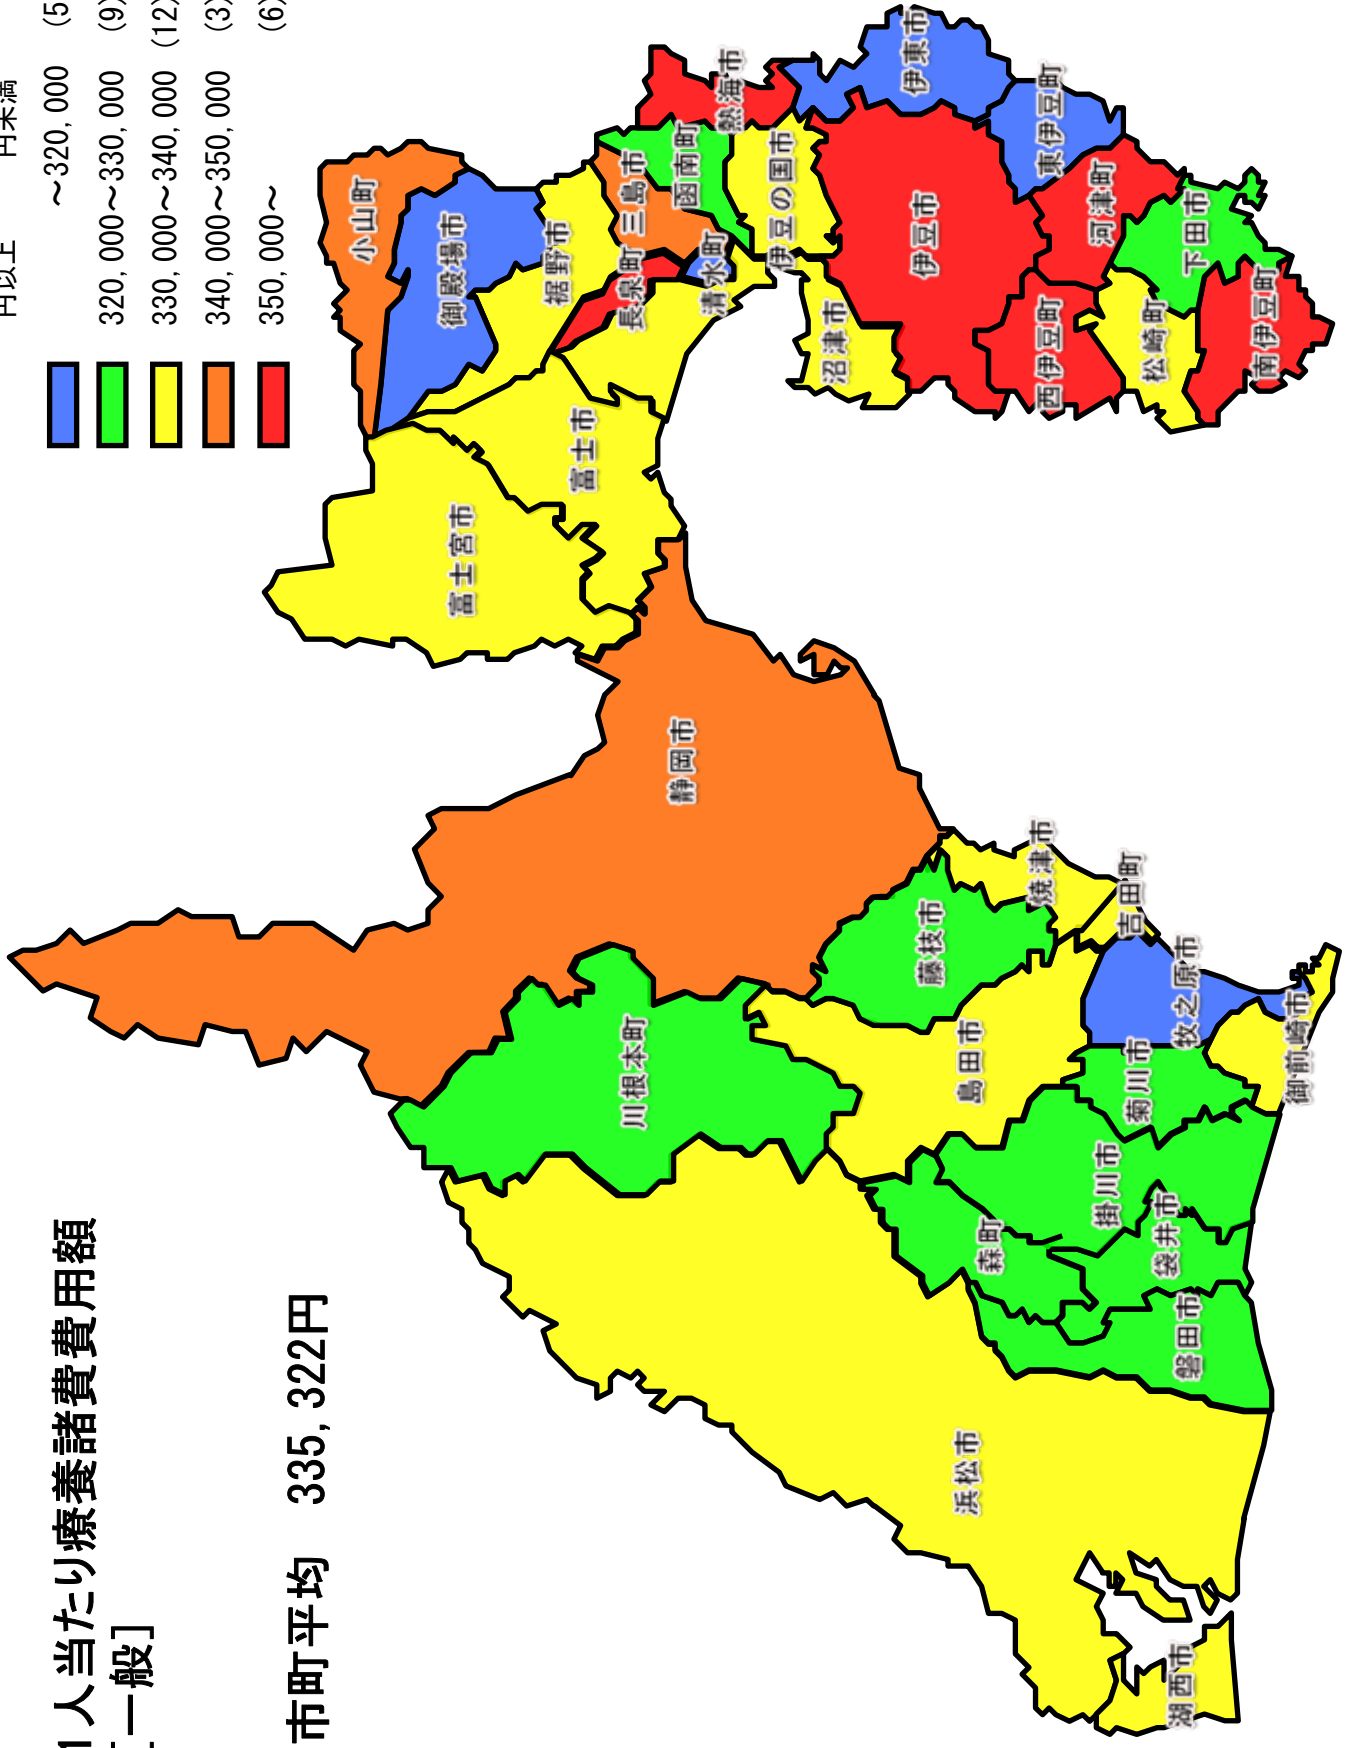 1人当たり療養諸費費用額
[一般]
市町平均 335,322円
円以上 円未満
～320,000 (5
320,000～330,000 (9)
330,000～340,000 (12)
340,000～350,000 (3)
350,000～ (6)
小山町
御殿場市
裾野市
三島市
函南町
熱海市
長泉町
清水町
伊豆の国市
伊東市
東伊豆町
伊豆市
河津町
下田市
沼津市
西伊豆町
松崎町
南伊豆町
富士市
富士宮市
静岡市
焼津市
吉田町
藤枝市
牧之原市
御前崎市
島田市
川根本町
菊川市
掛川市
袋井市
森町
磐田市
浜松市
湖西市